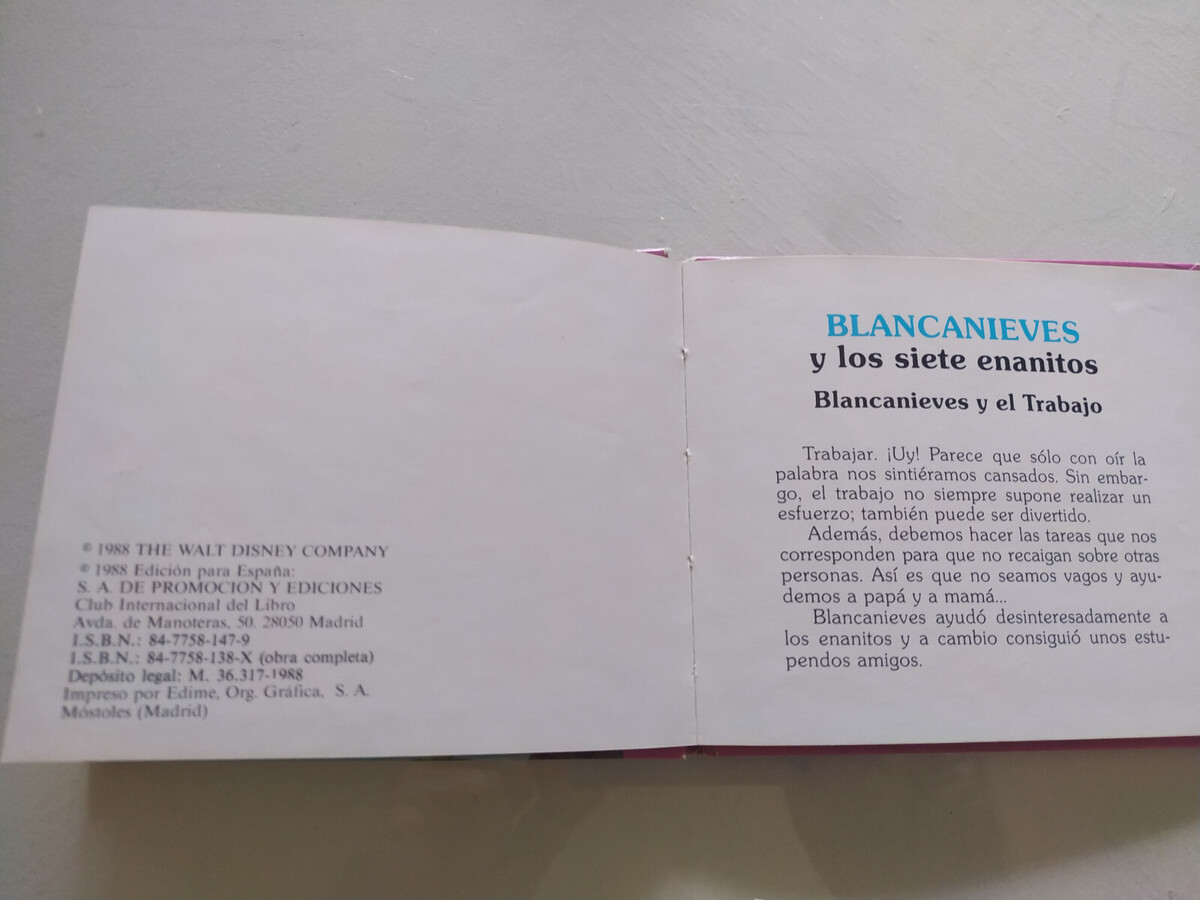 © 1988 THE WALT DISNEY COMPANY
© 1988 Edición para España:
S. A. DE PROMOCION Y EDICIONES
Club Internacional del Libro
Avda. de Manoteras, 50. 28050 Madrid
I.S.B.N.: 84-7758-147-9
I.S.B.N.: 84-7758-138-X (obra completa)
Depósito legal: M. 36.317-1988
Impreso por Edime, Org. Gráfica, S. A.
Móstoles (Madrid)
BLANCANIEVES
y los siete enanitos
Blancanieves y el Trabajo
Trabajar. ¡Uy! Parece que sólo con oír la
palabra nos sintiéramos cansados. Sin embar-
go, el trabajo no siempre supone realizar un
esfuerzo; también puede ser divertido.
Además, debemos hacer las tareas que nos
corresponden para que no recaigan sobre otras
personas. Así es que no seamos vagos y ayu-
demos a papá y a mamá...
Blancanieves ayudó desinteresadamente a
los enanitos y a cambio consiguió unos estu-
pendos amigos.